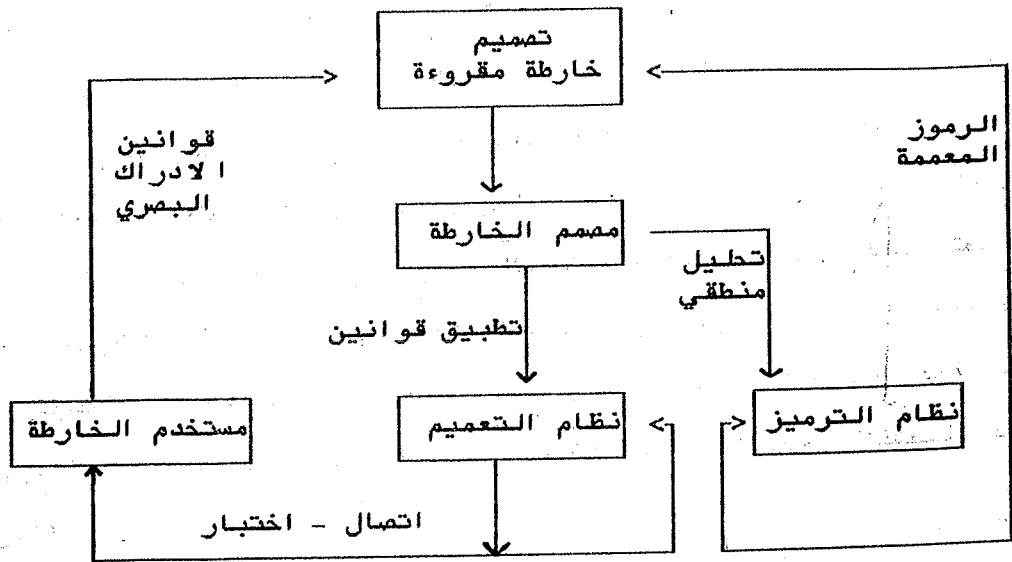 تصميم
خارطة مقروءة
الرموز
المعممة
قوانين
الادراك
البصري
مصمم الخارطة
تحليل
منطقي
تطبيق قوانين
نظام الترميز
نظام التعميم
مستخدم الخارطة
اتصال - اختبار